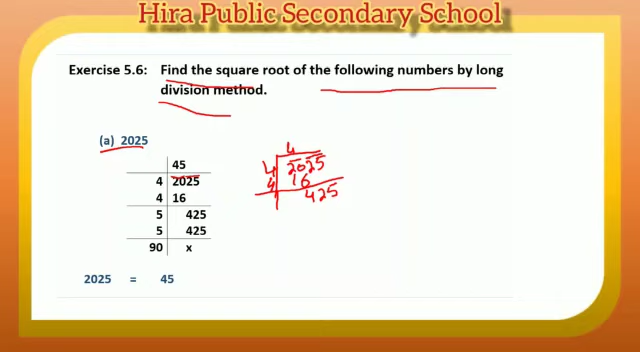 Hira Public Secondary School
Exercise 5.6: Find the square root of the following numbers by long
division method.
(a) 2025
45
4 2025
4 16
5 425
5 425
90 x
2025 = 45
4
4 2025
4 16
425